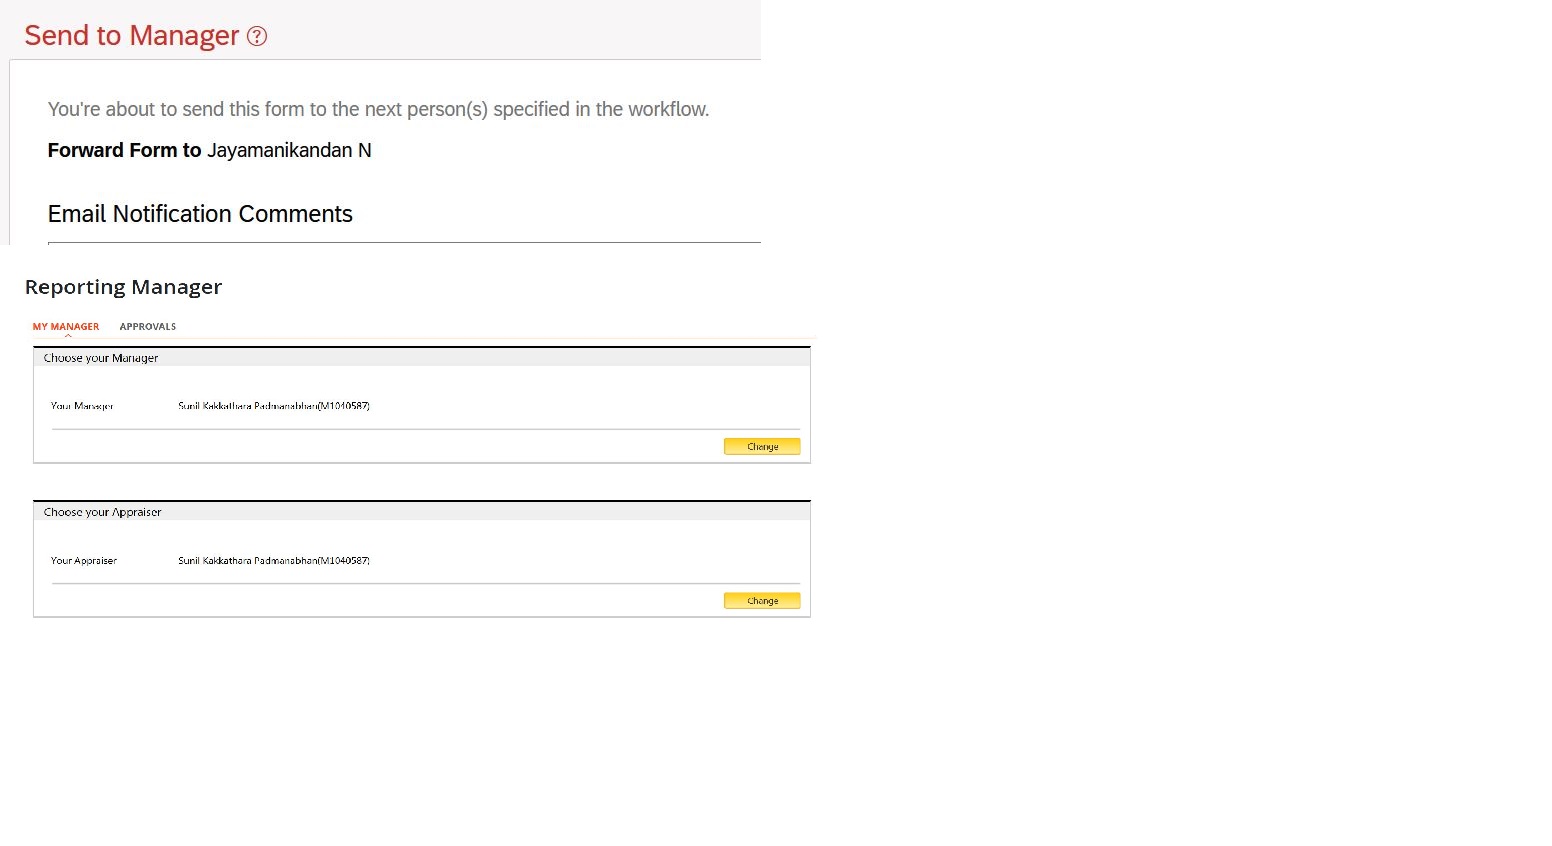 Send to Manager ?
You're about to send this form to the next person(s) specified in the workflow.
Forward Form to Jayamanikandan N
Email Notification Comments
Reporting Manager
MY MANAGER APPROVALS
Choose your Manager
Your Manager Sunil Kakkathara Padmanabhan(M1040587)
Change
Choose your Appraiser
Your Appraiser Sunil Kakkathara Padmanabhan(M1040587)
Change